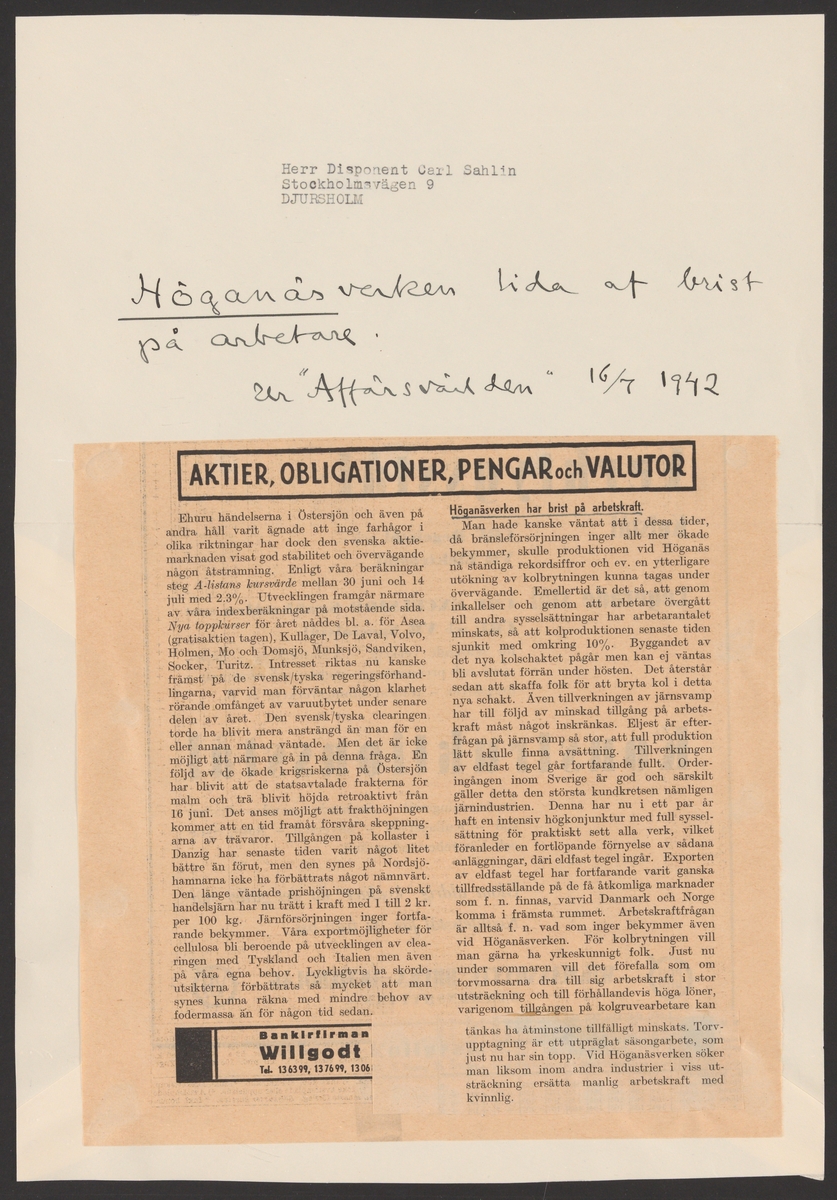 Herr Disponent Carl Sahlin
Stockholmsvägen 9
DJURSHOLM
Höganäsverken lida af brist
på arbetare.
ur "Affärsvärlden" 16/7 1942
AKTIER, OBLIGATIONER, PENGAR och VALUTOR
Ehuru händelserna i Östersjön och även på
andra håll varit ägnade att inge farhågor i
olika riktningar har dock den svenska aktie-
marknaden visat god stabilitet och övervägande
någon åtstramning. Enligt våra beräkningar
steg A-listans kursvärde mellan 30 juni och 14
juli med 2.3%. Utvecklingen framgår närmare
av våra indexberäkningar på motstående sida.
Nya toppkurser för året nåddes bl. a. för Asea
(gratisaktien tagen), Kullager, De Laval, Volvo,
Holmen, Mo och Domsjö, Munksjö, Sandviken,
Socker, Turitz. Intresset riktas nu kanske
främst på de svensk/tyska regeringsförhand-
lingarna, varvid man förväntar någon klarhet
rörande omfånget av varuutbytet under senare
delen av året. Den svensk/tyska clearingen
torde ha blivit mera ansträngd än man för en
eller annan månad väntade. Men det är icke
möjligt att närmare gå in på denna fråga. En
följd av de ökade krigsriskerna på Östersjön
har blivit att de statsavtalade frakterna för
malm och trä blivit höjda retroaktivt från
16 juni. Det anses möjligt att frakthöjningen
kommer att en tid framåt försvåra skeppning-
arna av trävaror. Tillgången på kollaster i
Danzig har senaste tiden varit något litet
bättre än förut, men den synes på Nordsjö-
hamnarna icke ha förbättrats något nämnvärt.
Den länge väntade prishöjningen på svenskt
handelsjärn har nu trätt i kraft med 1 till 2 kr.
per 100 kg. Järnförsörjningen inger fortfa-
rande bekymmer. Våra exportmöjligheter för
cellulosa bli beroende på utvecklingen av clea-
ringen med Tyskland och Italien men även
på våra egna behov. Lyckligtvis ha skörde-
utsikterna förbättrats så mycket att man
synes kunna räkna med mindre behov av
fodermassa än för någon tid sedan.
Bankirfirman
Willgodt
Tel. 136399, 137699, 1306
Höganäsverken har brist på arbetskraft.
Man hade kanske väntat att i dessa tider,
då bränsleförsörjningen inger allt mer ökade
bekymmer, skulle produktionen vid Höganäs
nå ständiga rekordsiffror och ev. en ytterligare
utökning av kolbrytningen kunna tagas under
övervägande. Emellertid är det så, att genom
inkallelser och genom att arbetare övergått
till andra sysselsättningar har arbetarantalet
minskats, så att kolproduktionen senaste tiden
sjunkit med omkring 10%. Byggandet av
det nya kolschaktet pågår men kan ej väntas
bli avslutat förrän under hösten. Det återstår
sedan att skaffa folk för att bryta kol i detta
nya schakt. Även tillverkningen av järnsvamp
har till följd av minskad tillgång på arbets-
kraft måst något inskränkas. Eljest är efter-
frågan på järnsvamp så stor, att full produktion
lätt skulle finna avsättning. Tillverkningen
av eldfast tegel går fortfarande fullt. Order-
ingången inom Sverige är god och särskilt
gäller detta den största kundkretsen nämligen
järnindustrien. Denna har nu i ett par år
haft en intensiv högkonjunktur med full syssel-
sättning för praktiskt sett alla verk, vilket
föranleder en fortlöpande förnyelse av sådana
anläggningar, däri eldfast tegel ingår. Exporten
av eldfast tegel har fortfarande varit ganska
tillfredsställande på de få åtkomliga marknader
som f. n. finnas, varvid Danmark och Norge
komma i främsta rummet. Arbetskraftfrågan
är alltså f. n. vad som inger bekymmer även
vid Höganäsverken. För kolbrytningen vill
man gärna ha yrkeskunnigt folk. Just nu
under sommaren vill det förefalla som om
torvmossarna dra till sig arbetskraft i stor
utsträckning och till förhållandevis höga löner,
varigenom tillgången på kolgruvearbetare kan
tänkas ha åtminstone tillfälligt minskats. Torv-
upptagning är ett utpräglat säsongarbete, som
just nu har sin topp. Vid Höganäsverken söker
man liksom inom andra industrier i viss ut-
sträckning ersätta manlig arbetskraft med
kvinnlig.